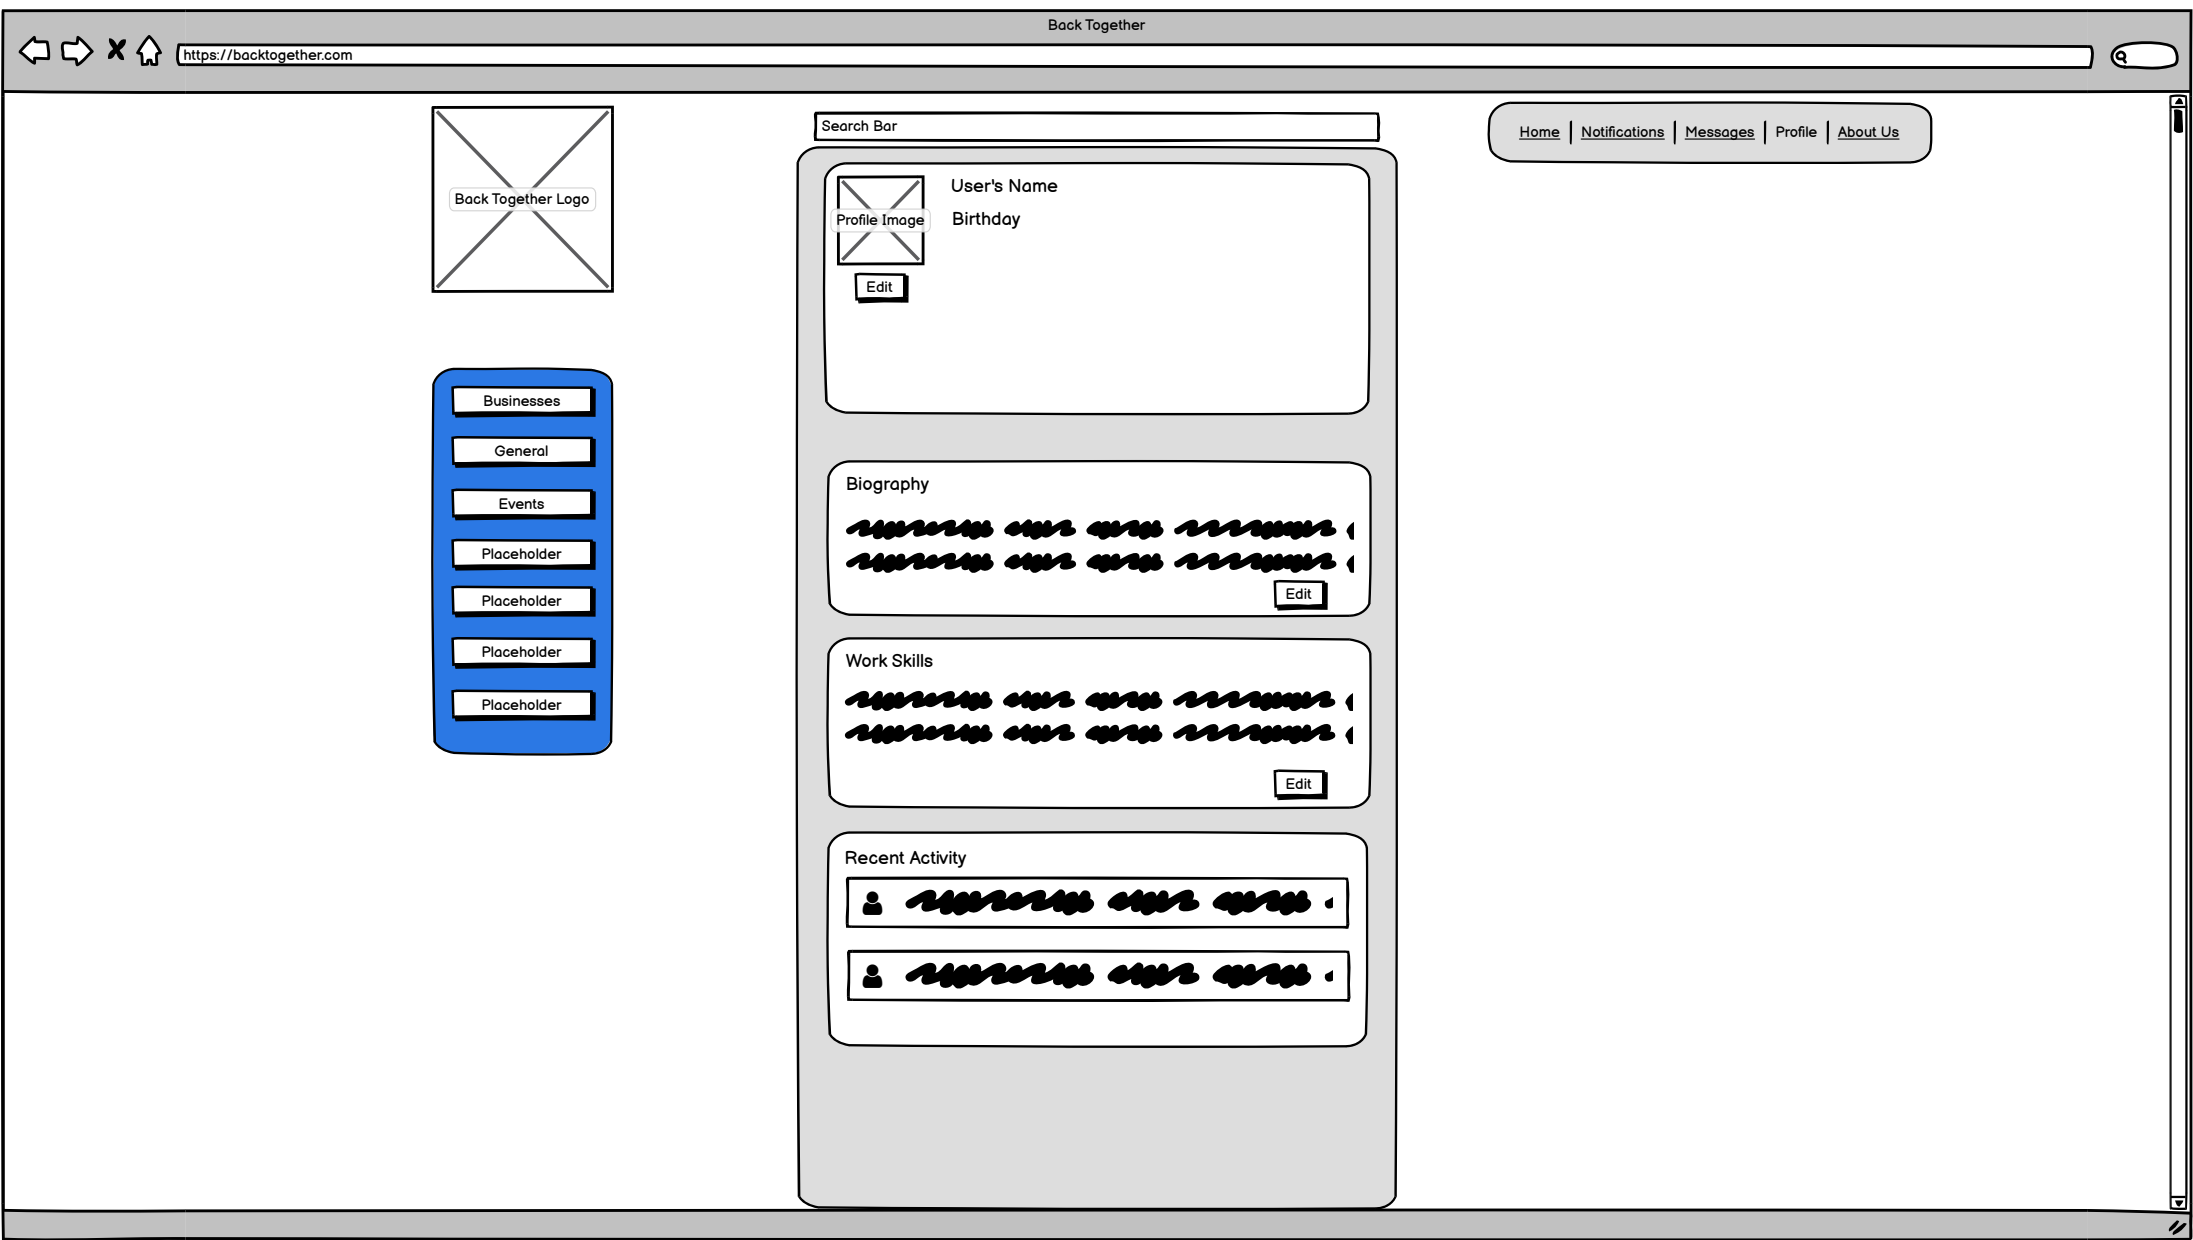 Back Together
https://backtogether.com
Back Together Logo
Search Bar
Home | Notifications | Messages | Profile | About Us
Profile Image
User's Name
Birthday
Edit
Businesses
General
Events
Placeholder
Placeholder
Placeholder
Placeholder
Biography
Edit
Work Skills
Edit
Recent Activity